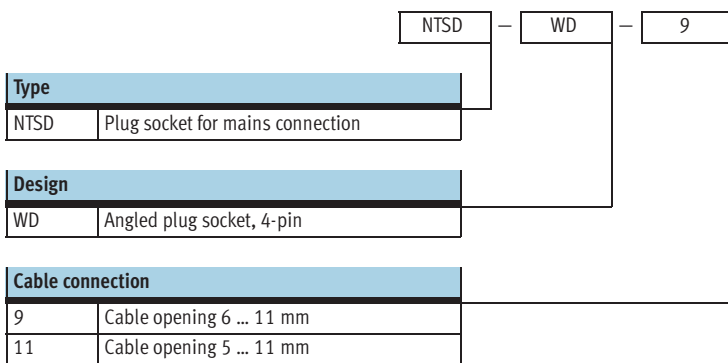 NTSD – WD – 9
Type
NTSD Plug socket for mains connection
Design
WD Angled plug socket, 4-pin
Cable connection
9 Cable opening 6 ... 11 mm
11 Cable opening 5 ... 11 mm